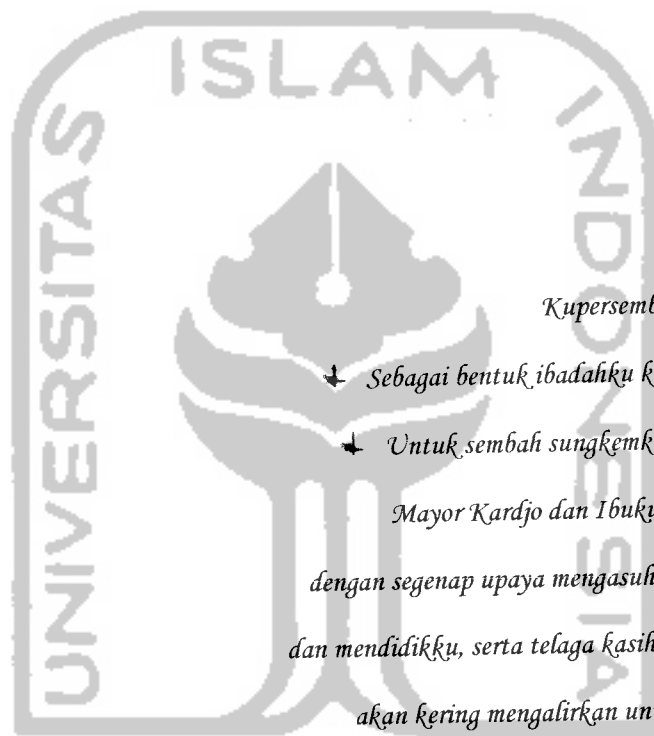 ISLAM
UNIVERSITAS
INDONESIA
Kupersemb
Sebagai bentuk ibadahku k
Untuk sembah sungkemk
Mayor Kardjo dan Ibuku
dengan segenap upaya mengasuh
dan mendidikku, serta telaga kasih
akan kering mengalirkan un